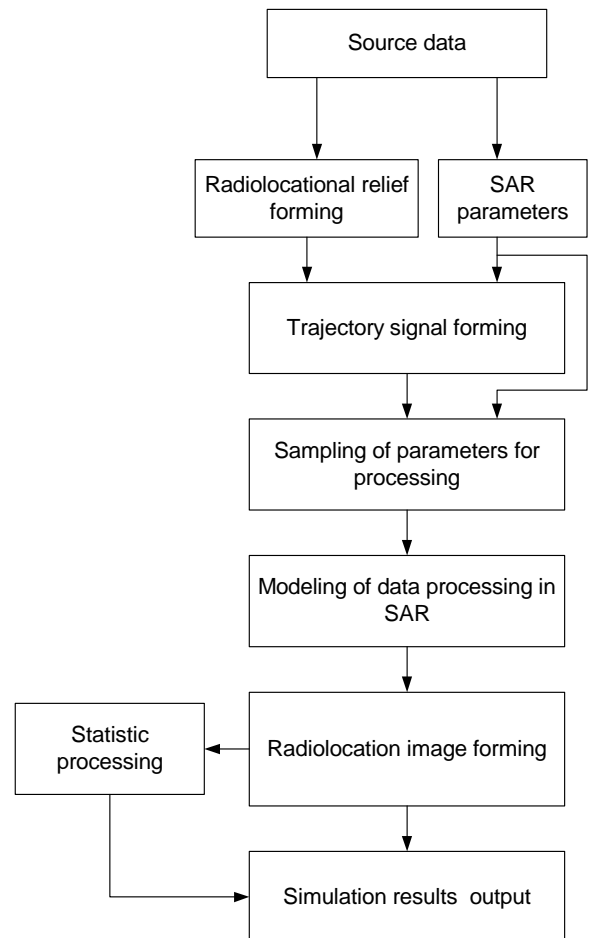 Source data
Radiolocational relief
forming
SAR
parameters
Trajectory signal forming
Sampling of parameters for
processing
Modeling of data processing in
SAR
Statistic
processing
Radiolocation image forming
Simulation results output